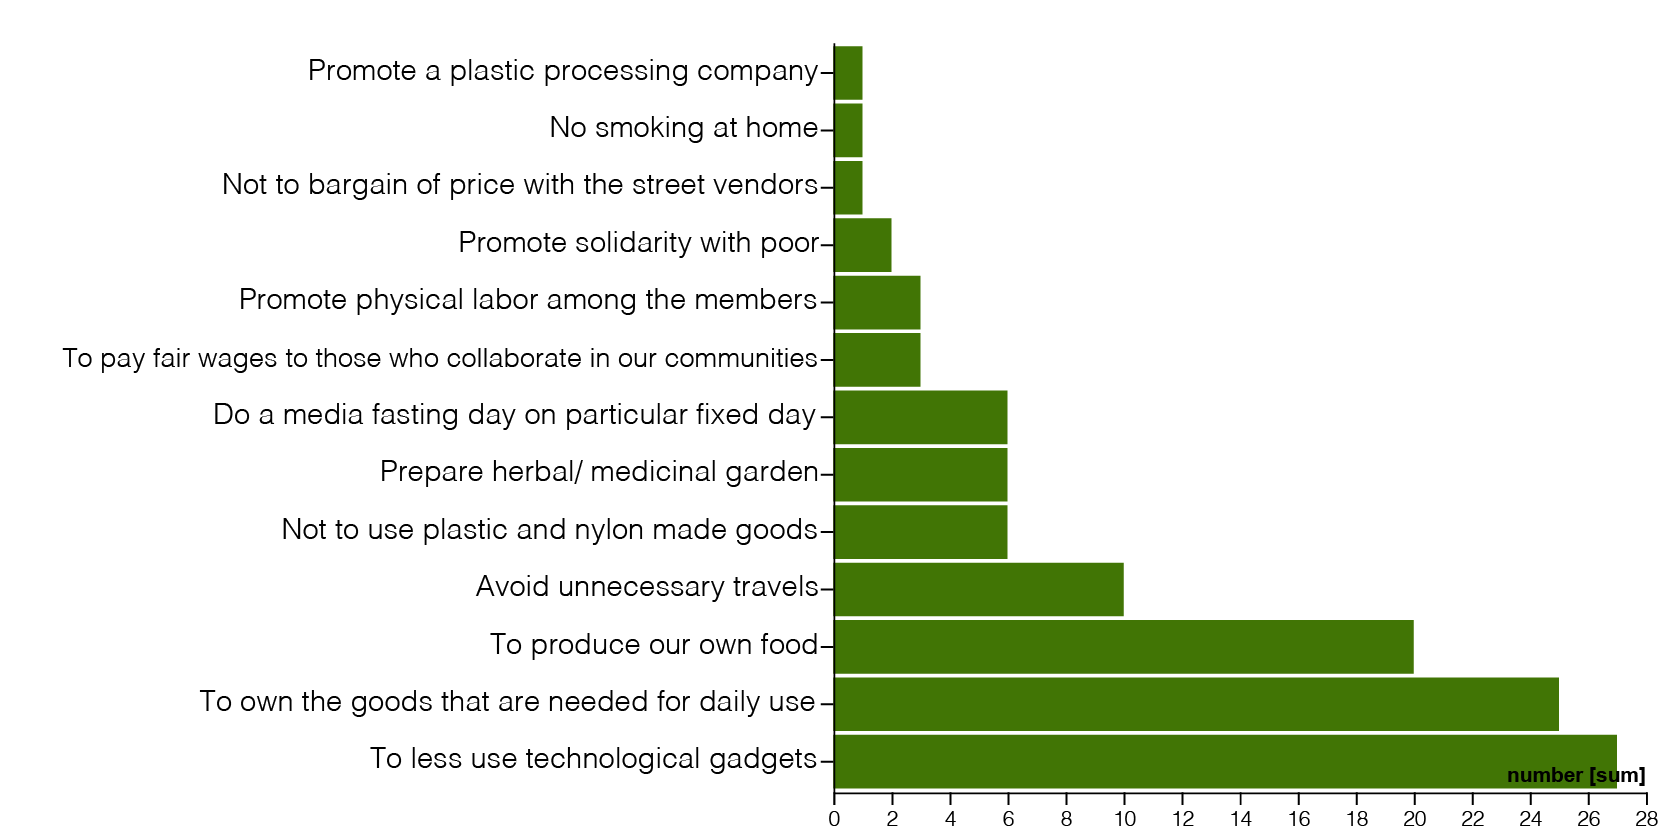 Promote a plastic processing company
No smoking at home
Not to bargain of price with the street vendors
Promote solidarity with poor
Promote physical labor among the members
To pay fair wages to those who collaborate in our communities
Do a media fasting day on particular fixed day
Prepare herbal/ medicinal garden
Not to use plastic and nylon made goods
Avoid unnecessary travels
To produce our own food
To own the goods that are needed for daily use
To less use technological gadgets
number [sum]
0 2 4 6 8 10 12 14 16 18 20 22 24 26 28